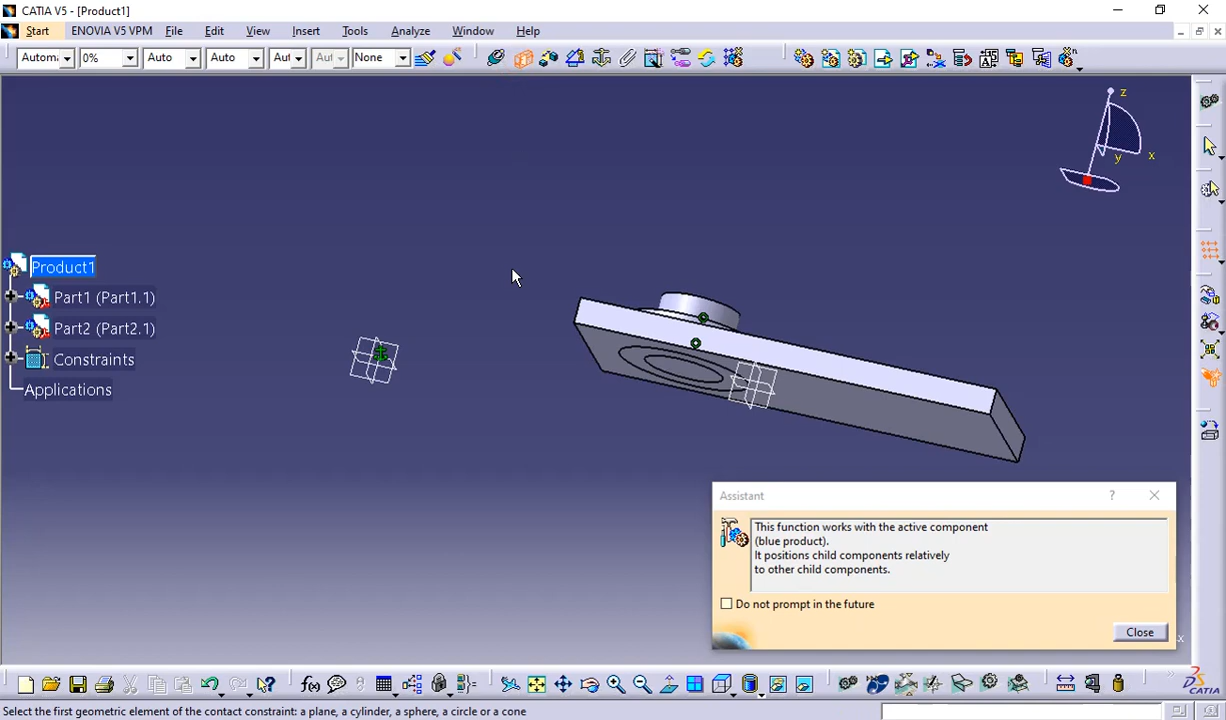 CATIA V5 - [Product1]
Start ENOVIA V5 VPM File Edit View Insert Tools Analyze Window Help
Autom 0% Auto Auto Aut Aut None
z
x
y
Product1
Part1 (Part1.1)
Part2 (Part2.1)
Constraints
Applications
Assistant
This function works with the active component
(blue product).
It positions child components relatively
to other child components.
Do not prompt in the future
Close
x
f(x)
CATIA
Select the first geometric element of the contact constraint: a plane, a cylinder, a sphere, a circle or a cone